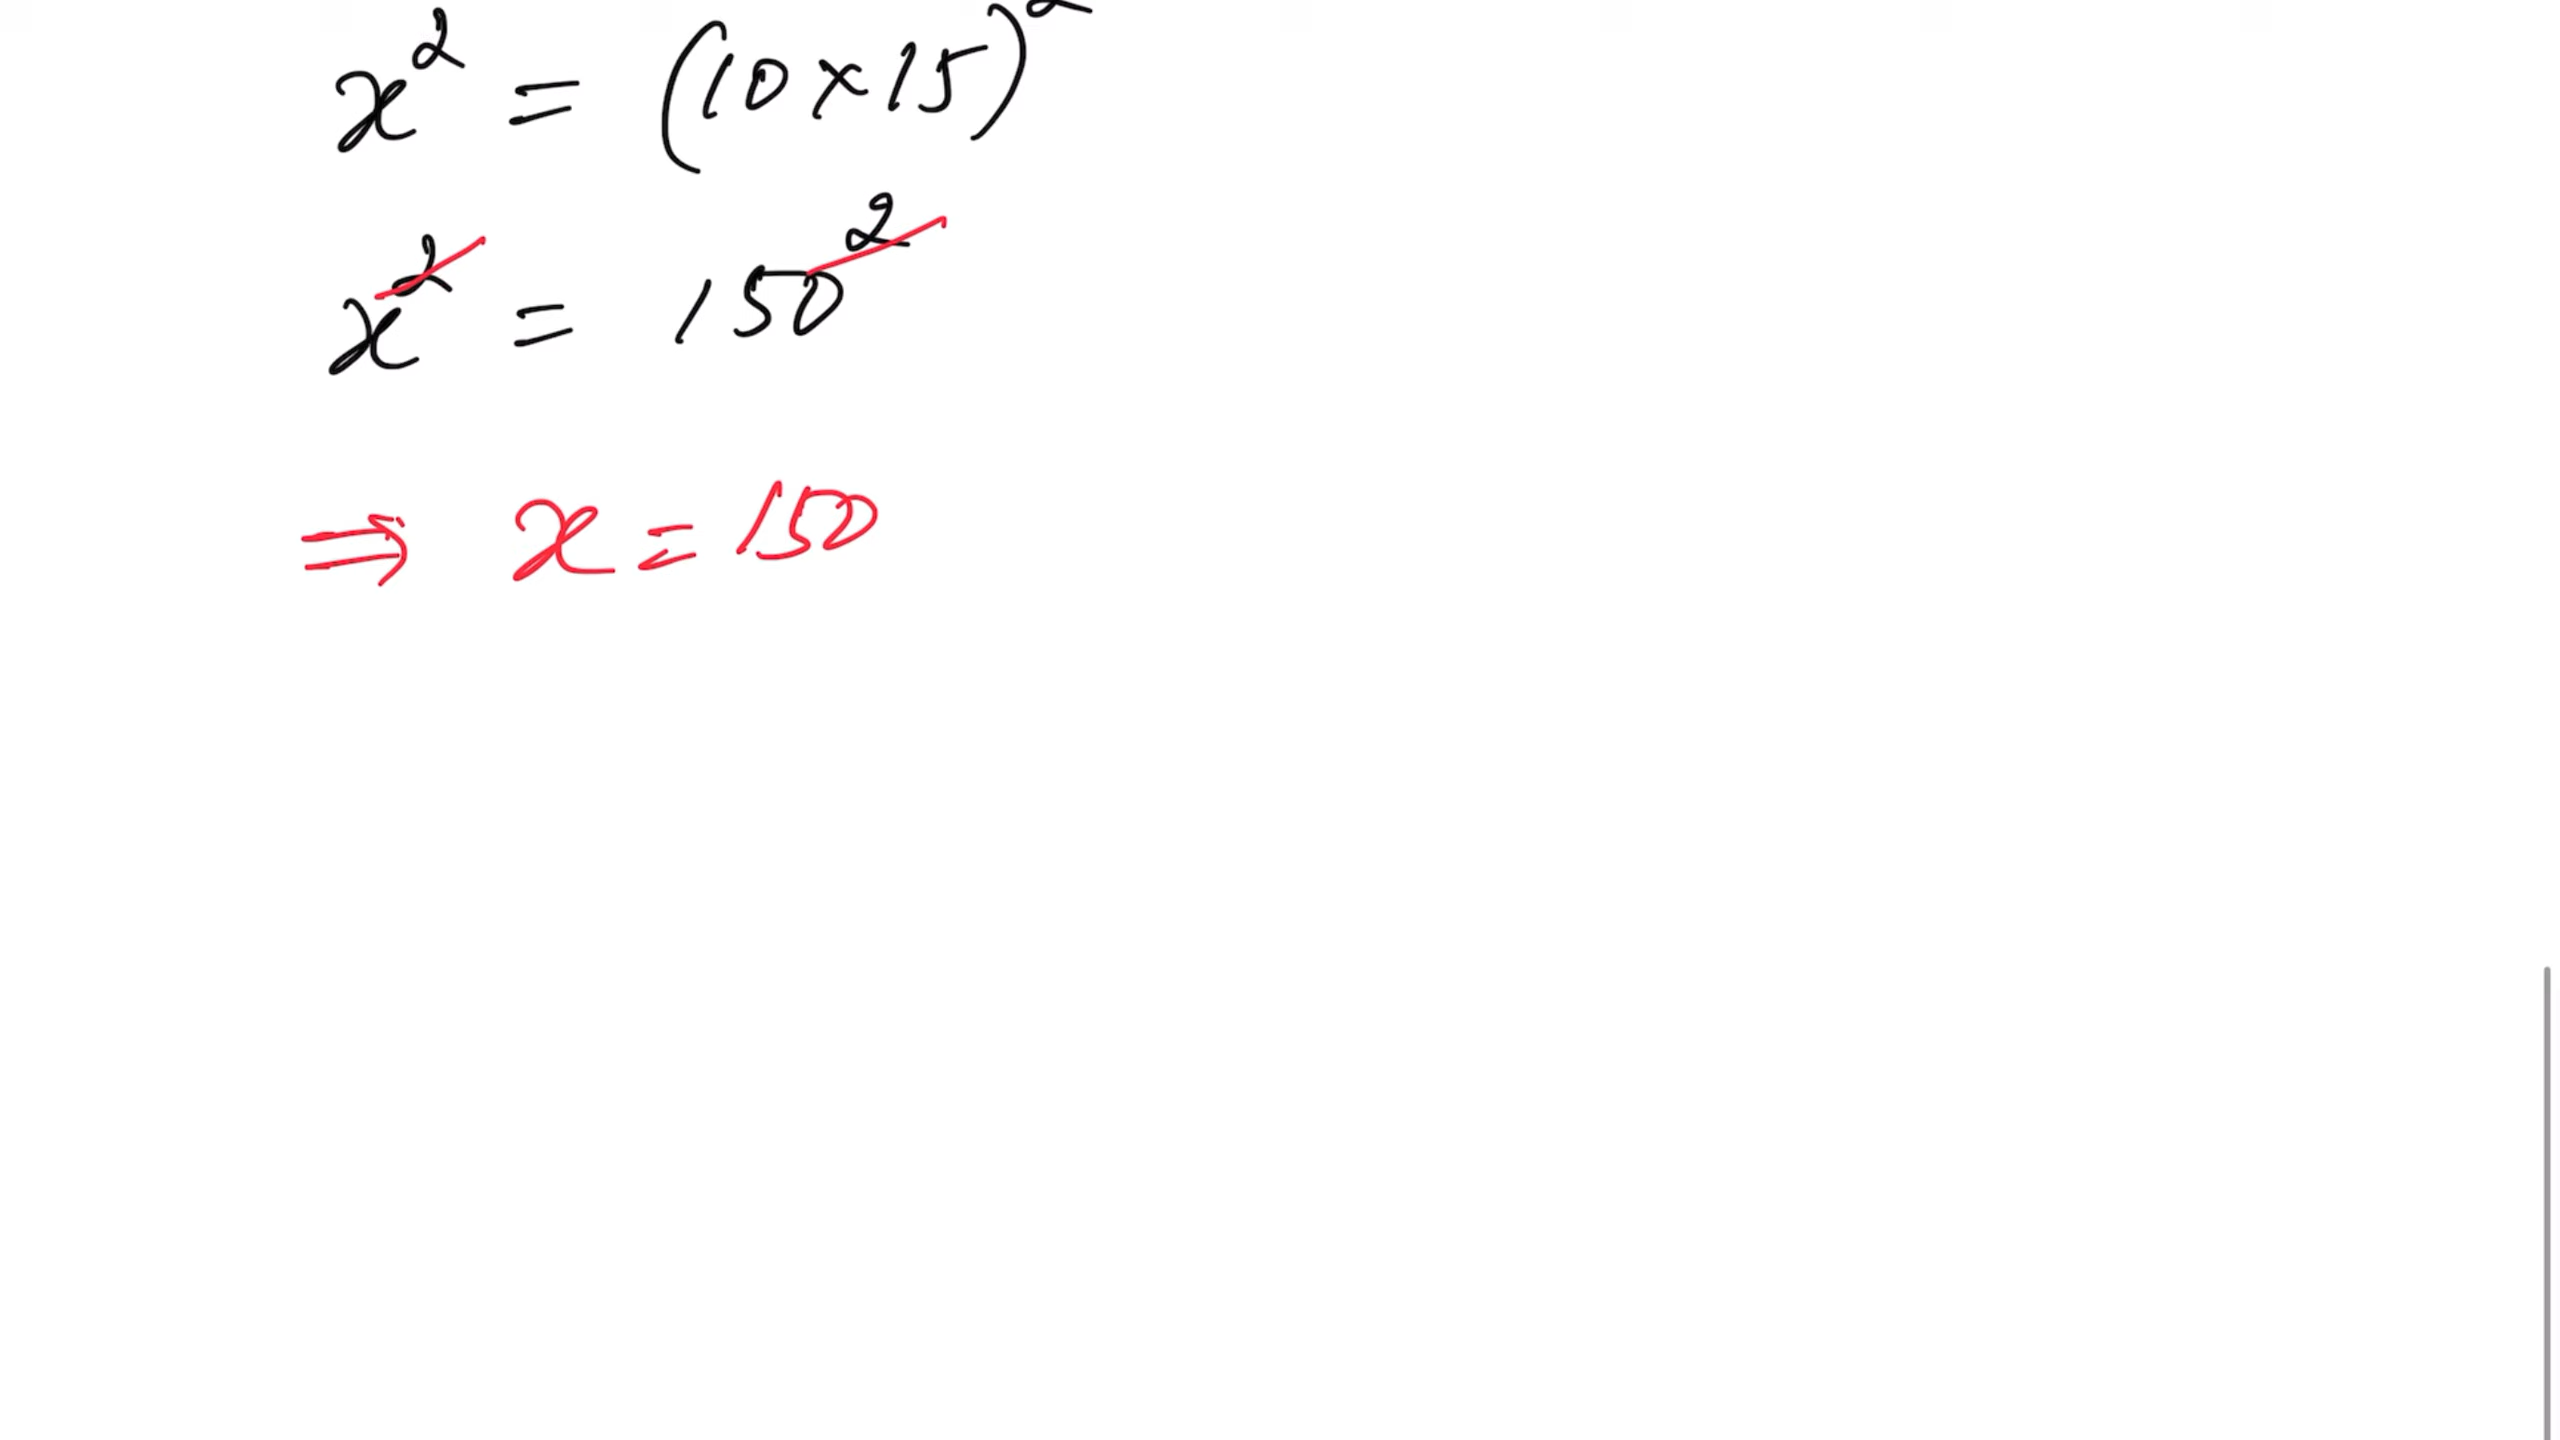 x² = (10×15)²
x² = 150²
⇒ x = 150